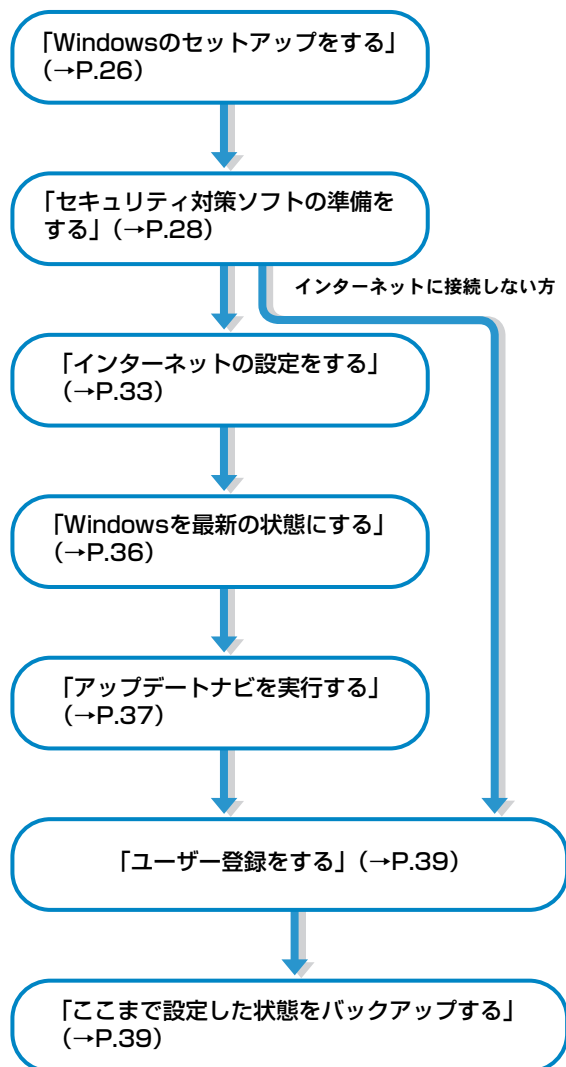 「Windowsのセットアップをする」
（→P.26）
「セキュリティ対策ソフトの準備を
する」（→P.28）
インターネットに接続しない方
「インターネットの設定をする」
（→P.33）
「Windowsを最新の状態にする」
（→P.36）
「アップデートナビを実行する」
（→P.37）
「ユーザー登録をする」（→P.39）
「ここまで設定した状態をバックアップする」
（→P.39）